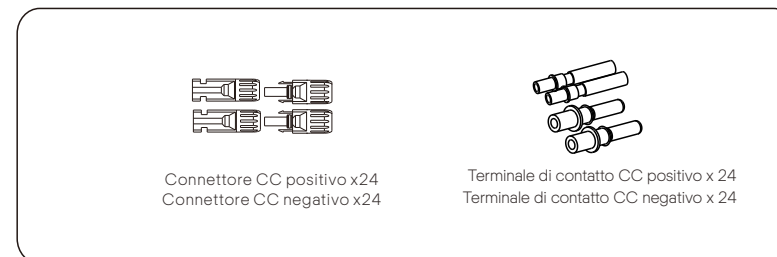 Connettore CC positivo x24
Connettore CC negativo x24
Terminale di contatto CC positivo x 24
Terminale di contatto CC negativo x 24